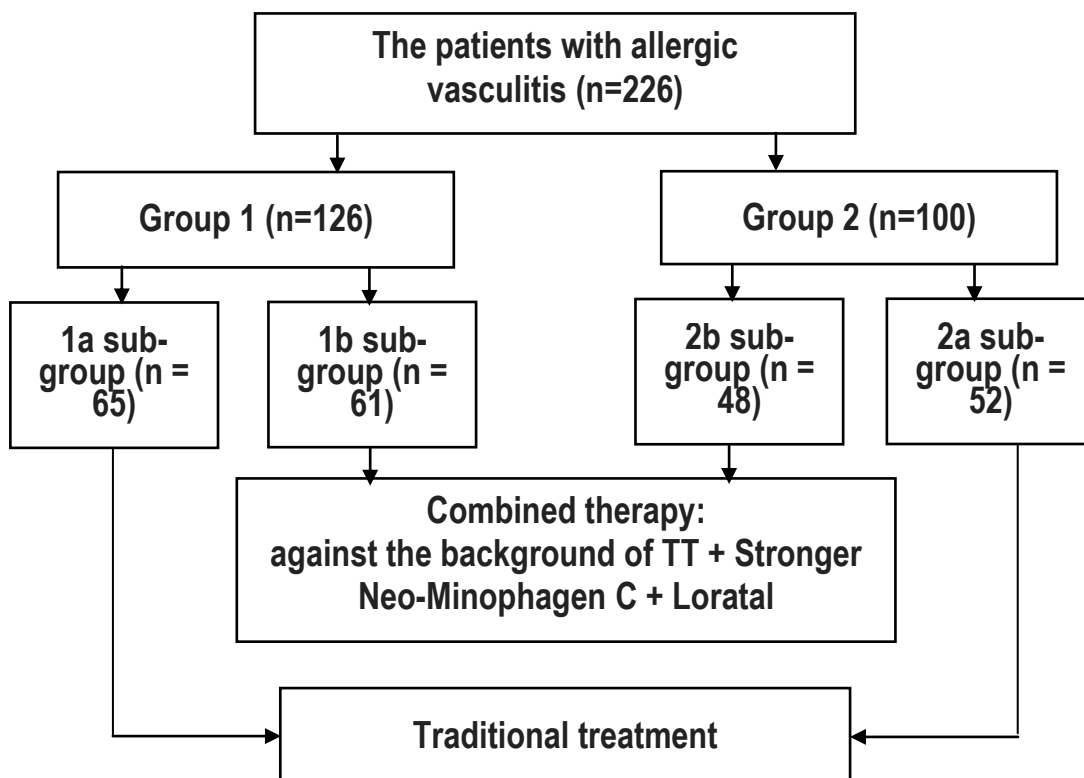 The patients with allergic
vasculitis (n=226)
Group 1 (n=126)
Group 2 (n=100)
1a sub-
group (n =
65)
1b sub-
group (n =
61)
2b sub-
group (n =
48)
2a sub-
group (n =
52)
Combined therapy:
against the background of TT + Stronger
Neo-Minophagen C + Loratal
Traditional treatment